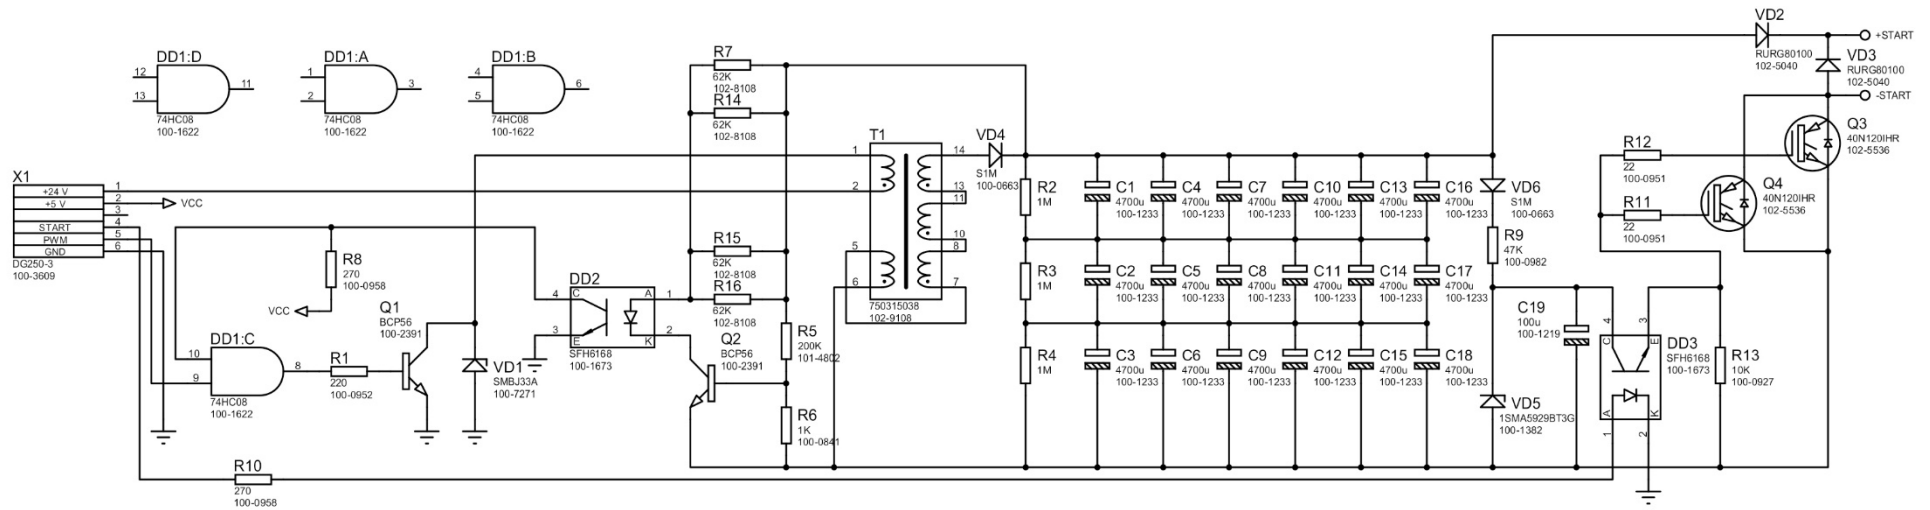 DD1:D
12
13
11
74HC08
100-1622
DD1:A
1
2
3
74HC08
100-1622
DD1:B
4
5
6
74HC08
100-1622
X1
+24 V
+5 V
START
PWM
GND
1
2
3
4
5
6
DG250-3
100-3609
VCC
R8
270
100-0958
VCC
DD1:C
10
9
8
74HC08
100-1622
R1
220
100-0952
Q1
BCP56
100-2391
VD1
SMBJ33A
100-7271
R10
270
100-0958
DD2
C
A
E
K
4
3
1
2
SFH6168
100-1673
R7
62K
102-8108
R14
62K
102-8108
R15
62K
102-8108
R16
62K
102-8108
Q2
BCP56
100-2391
R5
200K
101-4802
R6
1K
100-0841
T1
1
2
5
6
14
13
11
10
8
7
750315038
102-9108
VD4
S1M
100-0663
R2
1M
R3
1M
R4
1M
C1
4700u
100-1233
C4
4700u
100-1233
C7
4700u
100-1233
C10
4700u
100-1233
C13
4700u
100-1233
C16
4700u
100-1233
C2
4700u
100-1233
C5
4700u
100-1233
C8
4700u
100-1233
C11
4700u
100-1233
C14
4700u
100-1233
C17
4700u
100-1233
C3
4700u
100-1233
C6
4700u
100-1233
C9
4700u
100-1233
C12
4700u
100-1233
C15
4700u
100-1233
C18
4700u
100-1233
VD6
S1M
100-0663
R9
47K
100-0982
VD5
1SMA5929BT3G
100-1382
C19
100u
100-1219
DD3
SFH6168
100-1673
4
3
C
E
A
K
1
2
R13
10K
100-0927
R12
22
100-0951
R11
22
100-0951
Q4
40N120IHR
102-5536
Q3
40N120IHR
102-5536
VD2
RURG80100
102-5040
VD3
RURG80100
102-5040
+START
-START